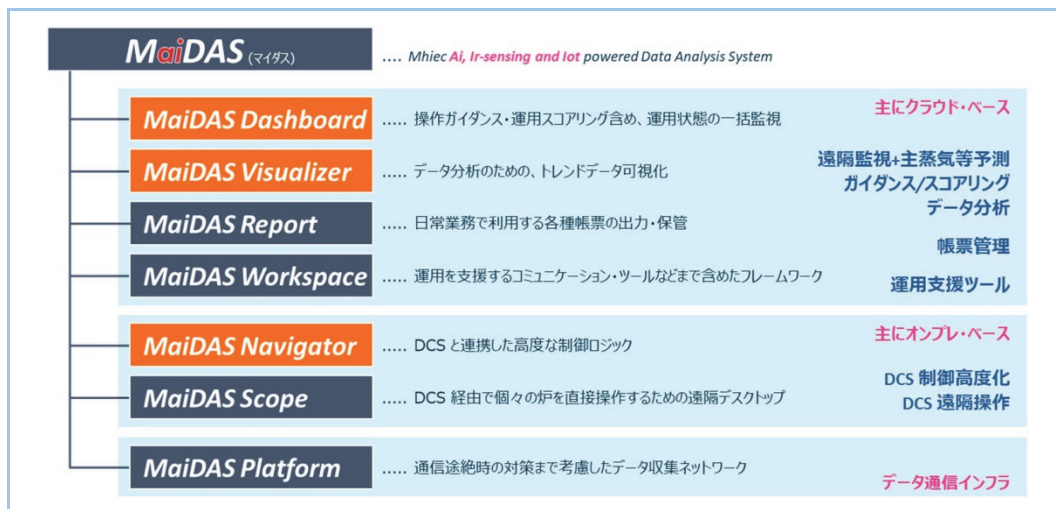 MaiDAS (マイダス) .... Mhiec Ai, Ir-sensing and Iot powered Data Analysis System
主にクラウド・ベース
MaiDAS Dashboard ..... 操作ガイダンス・運用スコアリング含め、運用状態の一括監視
遠隔監視+主蒸気等予測
MaiDAS Visualizer ..... データ分析のための、トレンドデータ可視化
ガイダンス/スコアリング
データ分析
MaiDAS Report ..... 日常業務で利用する各種帳票の出力・保管
帳票管理
MaiDAS Workspace ..... 運用を支援するコミュニケーション・ツールなどまで含めたフレームワーク
運用支援ツール
主にオンプレ・ベース
MaiDAS Navigator ..... DCS と連携した高度な制御ロジック
DCS 制御高度化
MaiDAS Scope ..... DCS 経由で個々の炉を直接操作するための遠隔デスクトップ
DCS 遠隔操作
MaiDAS Platform ..... 通信途絶時の対策まで考慮したデータ収集ネットワーク
データ通信インフラ